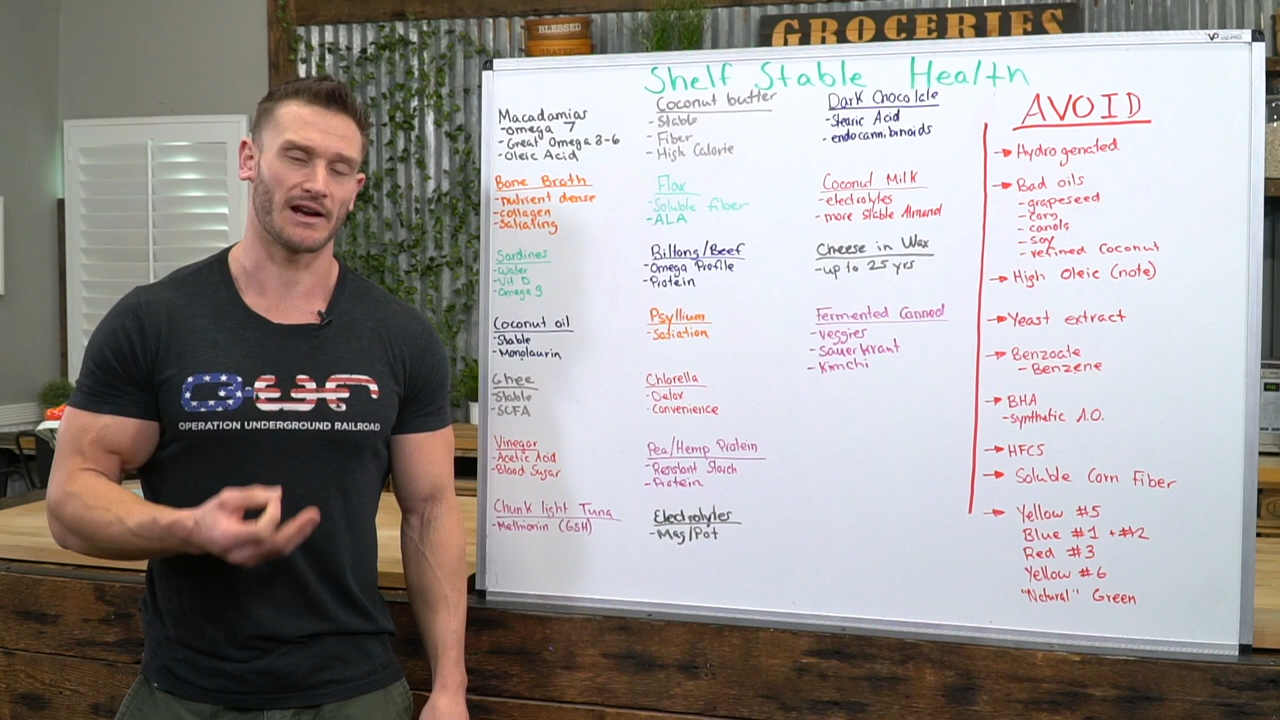 BLESSED
GRATEFUL
GROCERIES
VIZ-PRO
Shelf Stable Health
Macadamias
-omega 7
-Great Omega 3-6
-Oleic Acid
Bone Broth
-nutrient dense
-collagen
-Satiating
Sardines
-Water
-Vit D
-Omega 3
Coconut oil
-Stable
-Monolaurin
Ghee
-Stable
-SCFA
Vinegar
-Acetic Acid
-Blood Sugar
Chunk light Tuna
-Methionin (GSH)
Coconut butter
-Stable
-Fiber
-High Calorie
Flax
-Soluble fiber
-ALA
Biltong/Beef
-Omega Profile
-Protein
Psyllium
-Satiation
Chlorella
-Detox
-Convenience
Pea/Hemp Protein
-Resistant Starch
-Protein
Electrolytes
-Mag/Pot
Dark Chocolate
-Stearic Acid
-endocannibinoids
Coconut Milk
-electrolytes
-more stable Almond
Cheese in Wax
-up to 25 yrs
Fermented Canned
-Veggies
-Sauerkraut
-Kimchi
AVOID
→Hydrogenated
→Bad oils
-grapeseed
-corn
-canola
-soy
-refined coconut
→High Oleic (note)
→Yeast extract
→Benzoate
-Benzene
→BHA
-synthetic A.O.
→HFCS
→Soluble Corn Fiber
→Yellow #5
Blue #1 + #2
Red #3
Yellow #6
"Natural" Green
OUR
OPERATION UNDERGROUND RAILROAD